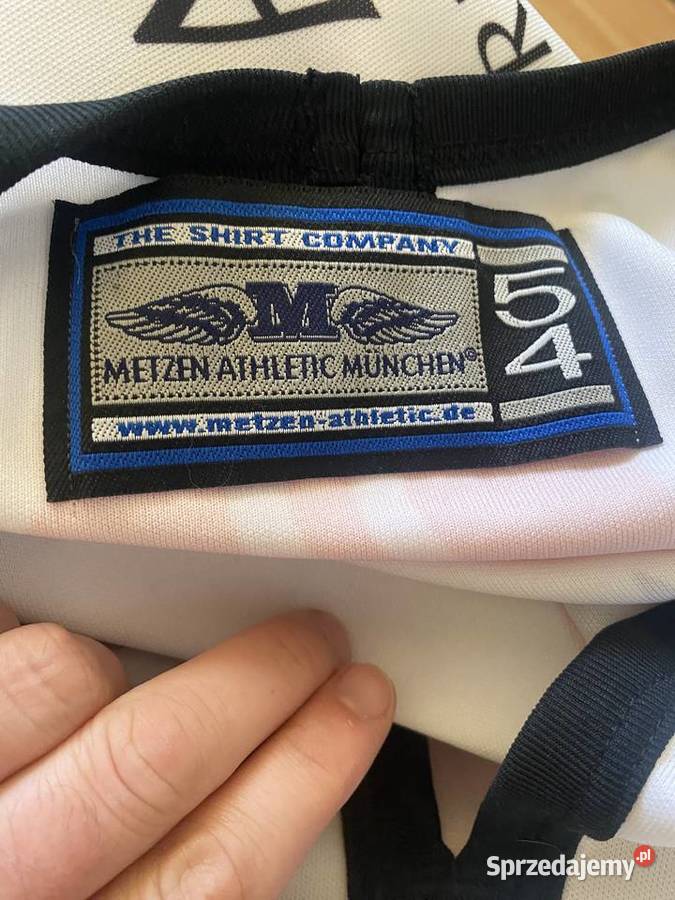 R
THE SHIRT COMPANY
M
METZEN ATHLETIC MÜNCHEN©
www.metzen-athletic.de
54
Sprzedajemy.pl